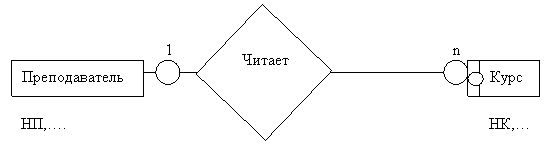 1
n
Читает
Преподаватель
Курс
НП,....
НК,...